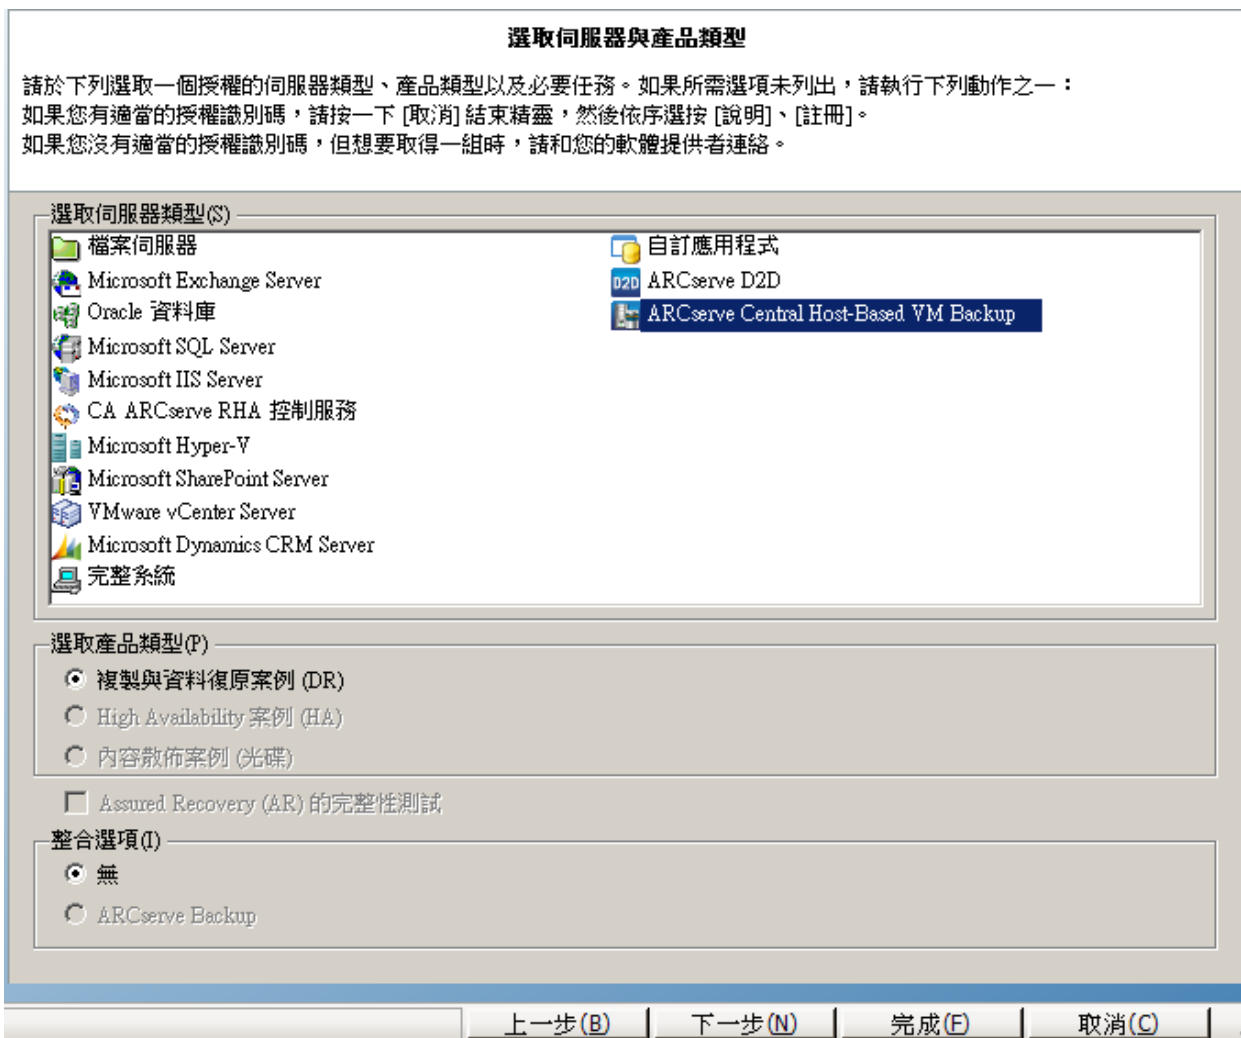 選取伺服器與產品類型
請於下列選取一個授權的伺服器類型、產品類型以及必要任務。如果所需選項未列出，請執行下列動作之一：
如果您有適當的授權識別碼，請按一下 [取消] 結束精靈，然後依序選按 [說明]、[註冊]。
如果您沒有適當的授權識別碼，但想要取得一組時，請和您的軟體提供者連絡。
選取伺服器類型(S)
檔案伺服器
Microsoft Exchange Server
Oracle 資料庫
Microsoft SQL Server
Microsoft IIS Server
CA ARCserve RHA 控制服務
Microsoft Hyper-V
Microsoft SharePoint Server
VMware vCenter Server
Microsoft Dynamics CRM Server
完整系統
自訂應用程式
D2D ARCserve D2D
ARCserve Central Host-Based VM Backup
選取產品類型(P)
複製與資料復原案例 (DR)
High Availability 案例 (HA)
內容散佈案例 (光碟)
Assured Recovery (AR) 的完整性測試
整合選項(I)
無
ARCserve Backup
上一步(B) 下一步(N) 完成(F) 取消(C)